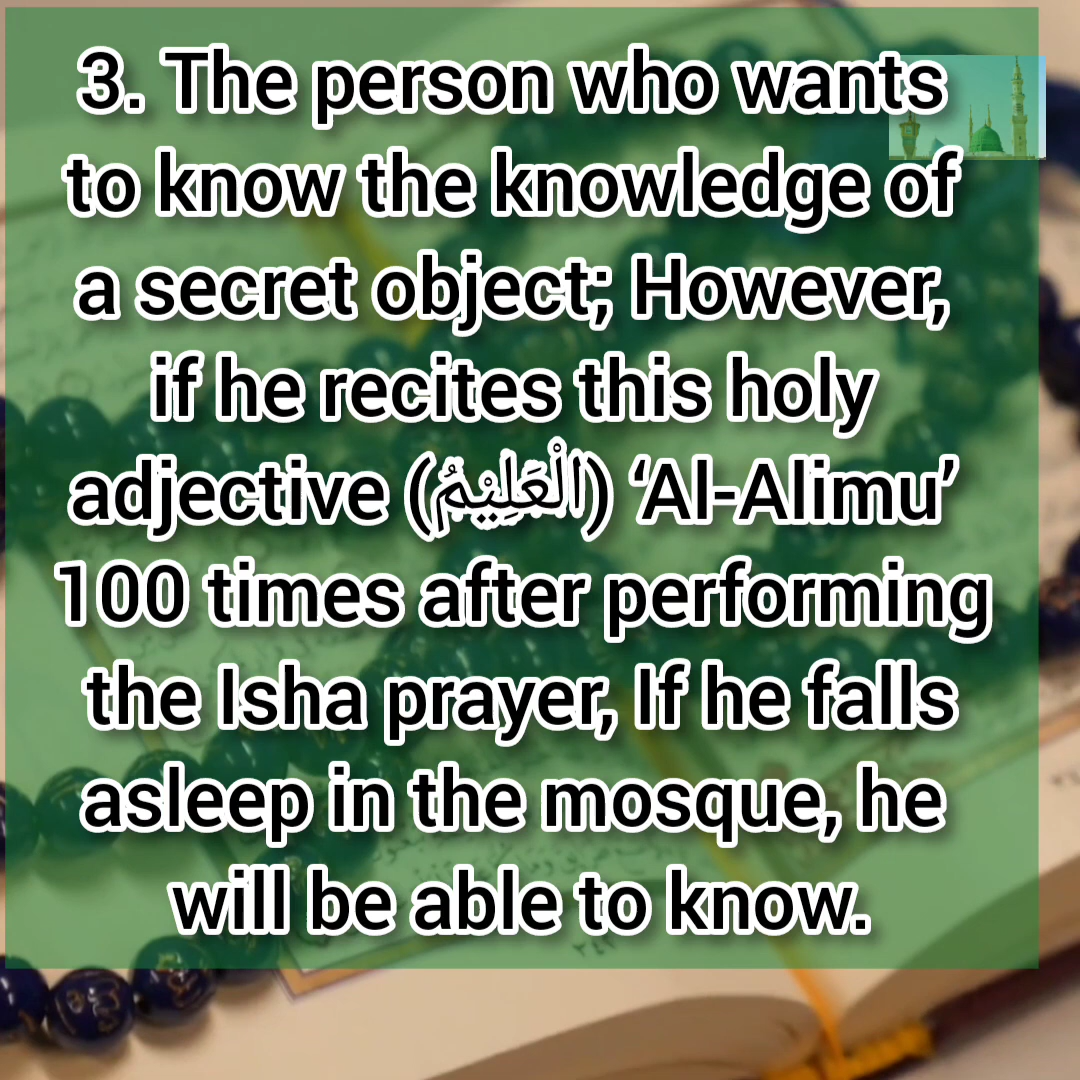 3. The person who wants
to know the knowledge of
a secret object; However,
if he recites this holy
adjective (الْعَلِيْمُ) ‘Al-Alimu’
100 times after performing
the Isha prayer, If he falls
asleep in the mosque, he
will be able to know.